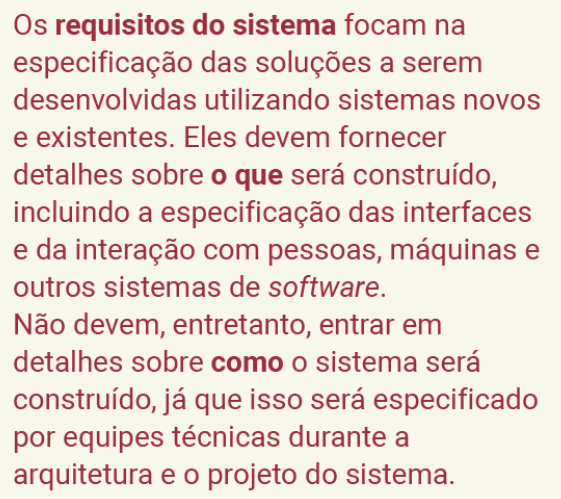 Os requisitos do sistema focam na
especificação das soluções a serem
desenvolvidas utilizando sistemas novos
e existentes. Eles devem fornecer
detalhes sobre o que será construído,
incluindo a especificação das interfaces
e da interação com pessoas, máquinas e
outros sistemas de software.
Não devem, entretanto, entrar em
detalhes sobre como o sistema será
construído, já que isso será especificado
por equipes técnicas durante a
arquitetura e o projeto do sistema.